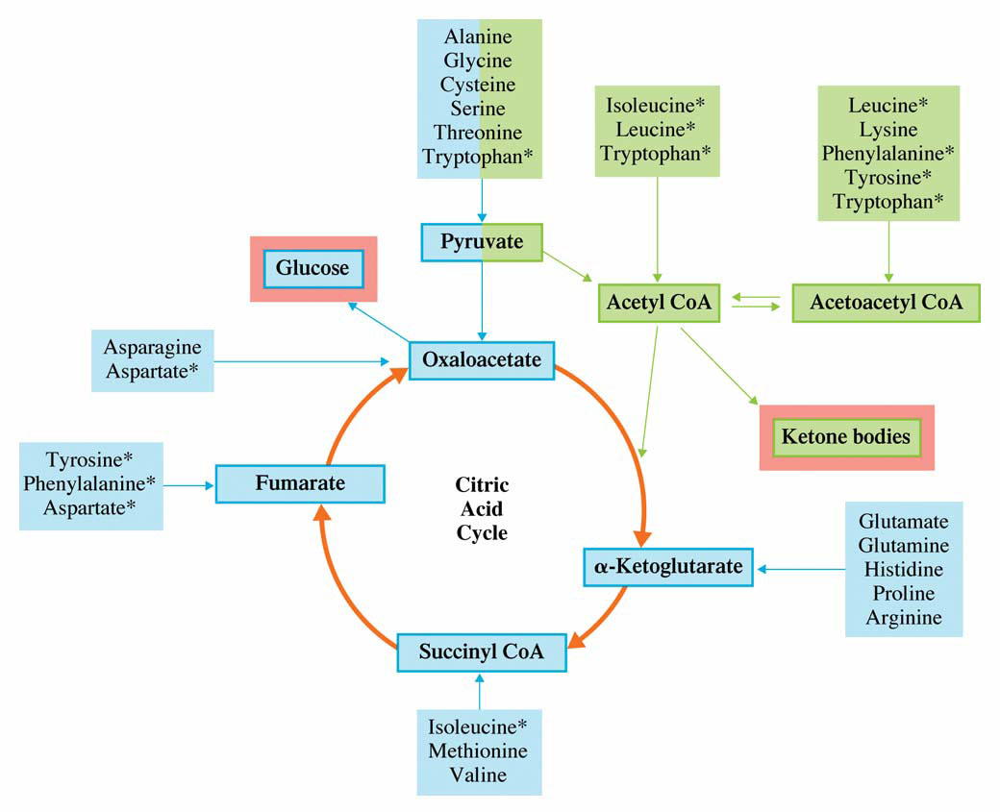 Alanine
Glycine
Cysteine
Serine
Threonine
Tryptophan*
Isoleucine*
Leucine*
Tryptophan*
Leucine*
Lysine
Phenylalanine*
Tyrosine*
Tryptophan*
Pyruvate
Glucose
Acetyl CoA
Acetoacetyl CoA
Asparagine
Aspartate*
Oxaloacetate
Ketone bodies
Tyrosine*
Phenylalanine*
Aspartate*
Fumarate
Citric
Acid
Cycle
Glutamate
Glutamine
Histidine
Proline
Arginine
α-Ketoglutarate
Succinyl CoA
Isoleucine*
Methionine
Valine